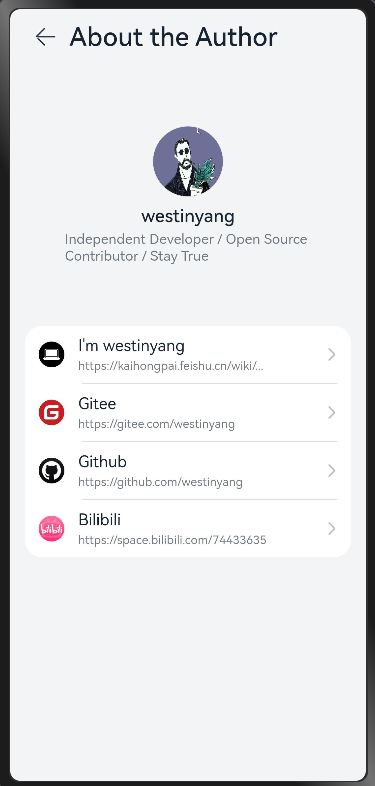 About the Author
westinyang
Independent Developer / Open Source
Contributor / Stay True
I'm westinyang
https://kaihongpai.feishu.cn/wiki/...
Gitee
https://gitee.com/westinyang
Github
https://github.com/westinyang
Bilibili
https://space.bilibili.com/74433635
bilibili